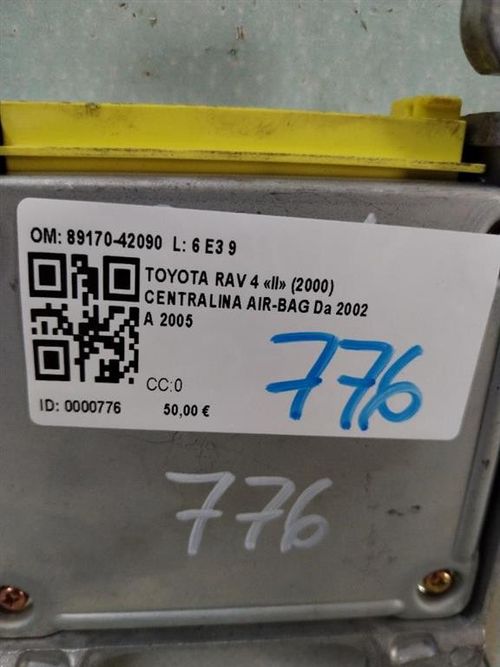 OM: 89170-42090 L: 6 E3 9
TOYOTA RAV 4 «II» (2000)
CENTRALINA AIR-BAG Da 2002
A 2005
CC:0
776
ID: 0000776 50,00 €
776